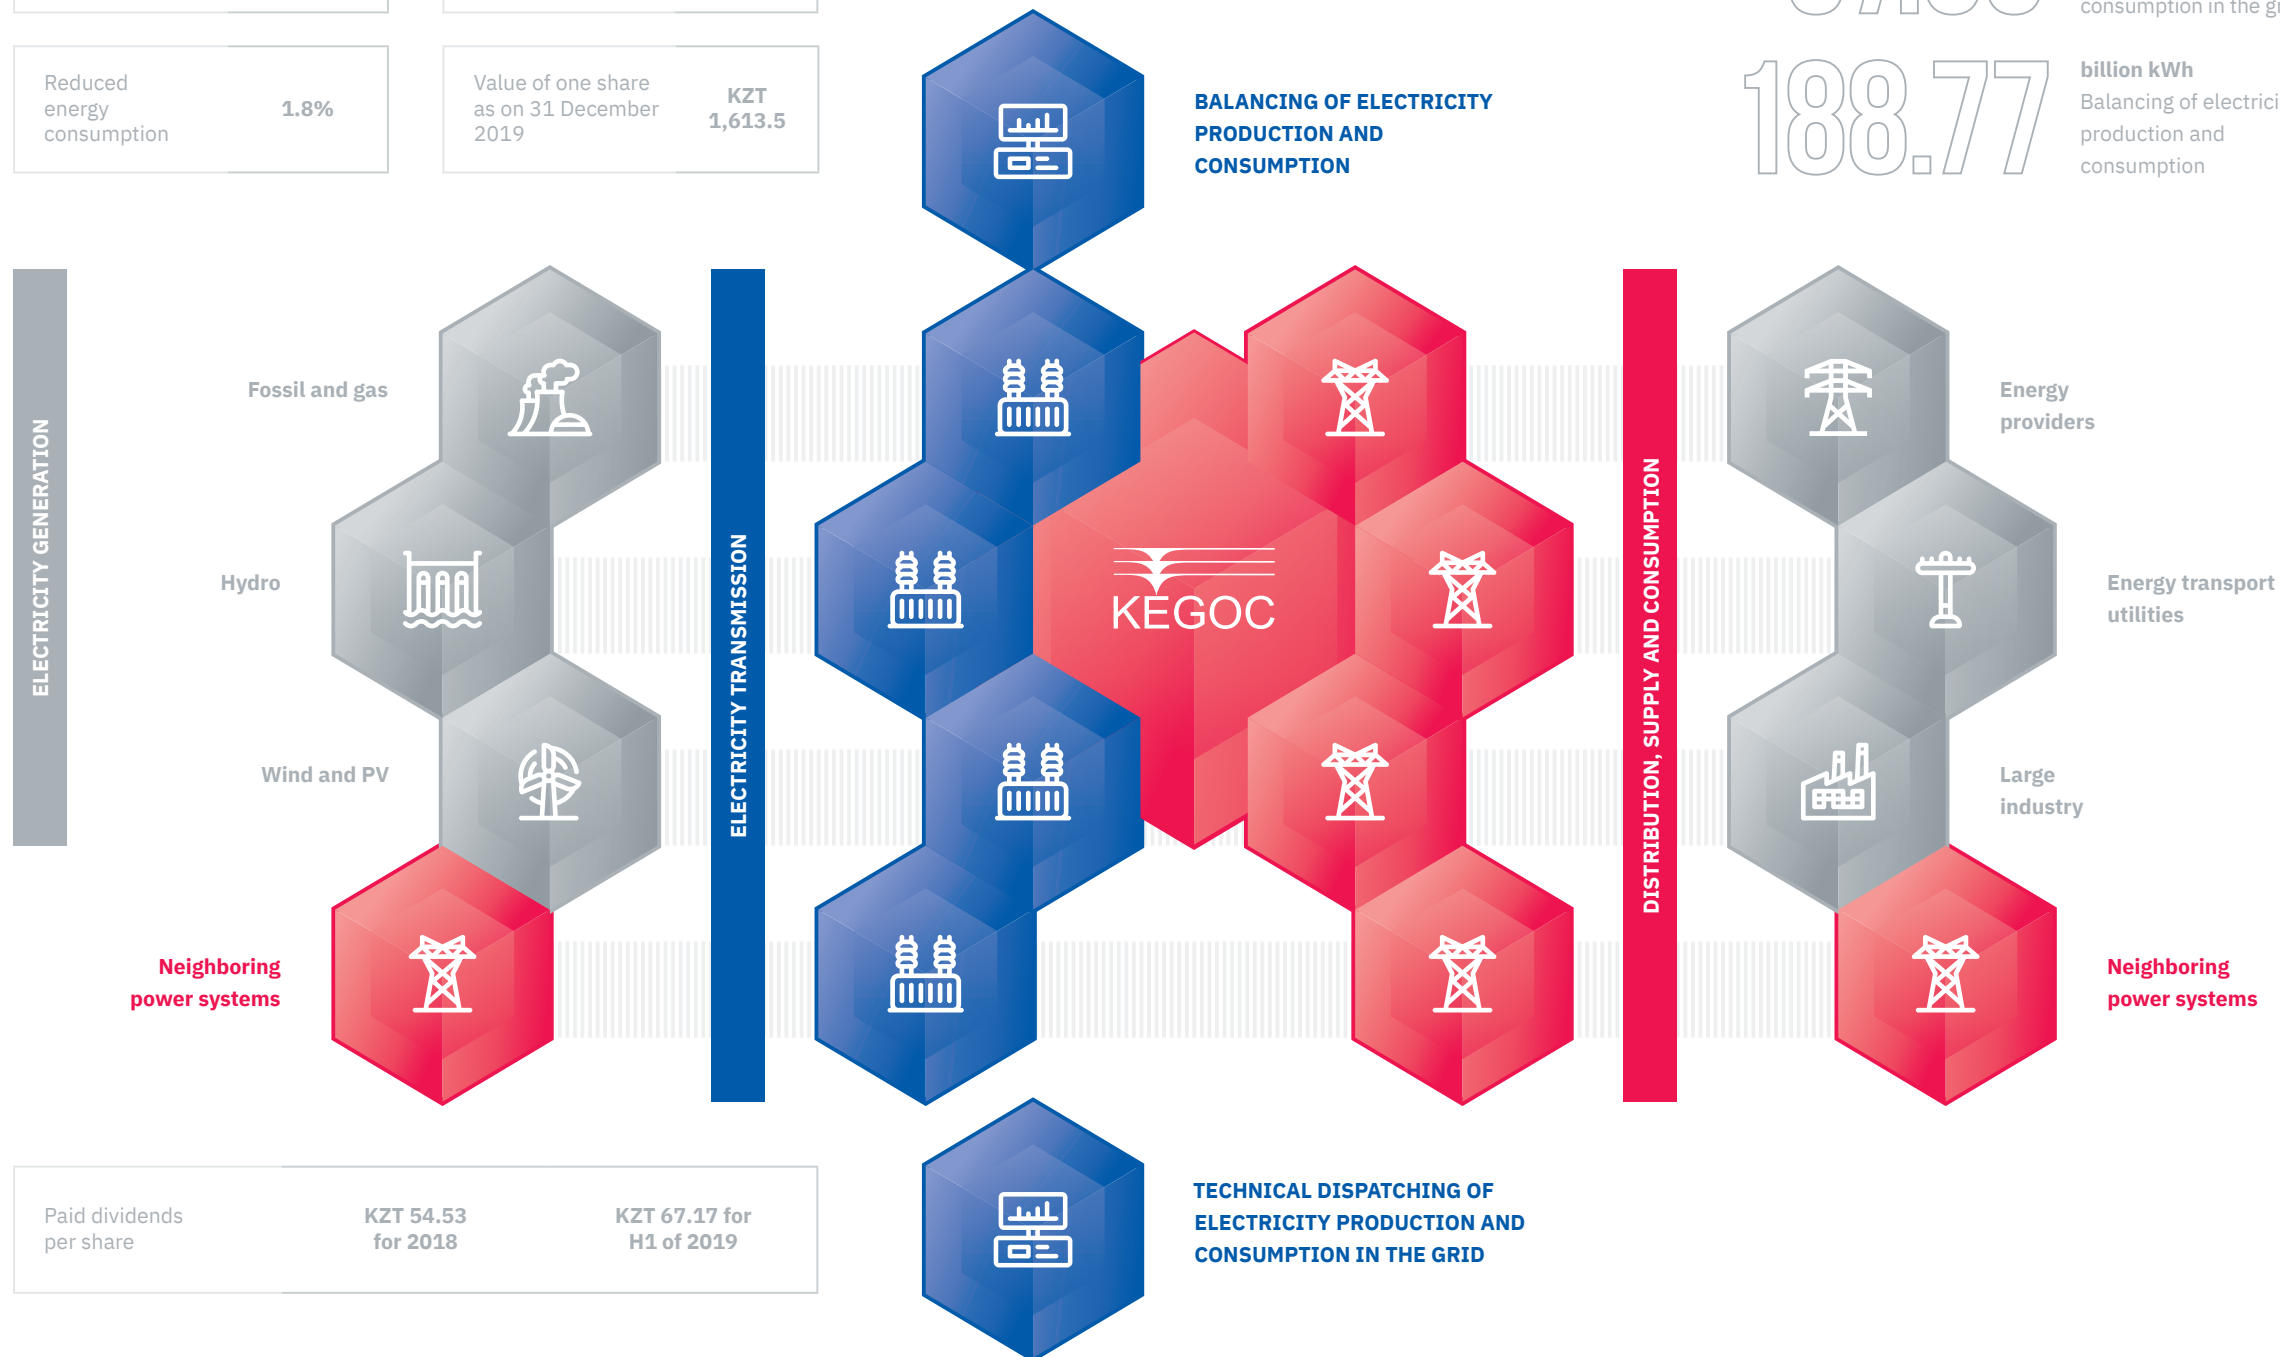 consumption in the
Reduced
energy
consumption
1.8%
Value of one share
as on 31 December
2019
KZT
1,613.5
BALANCING OF ELECTRICITY
PRODUCTION AND
CONSUMPTION
188.77
billion kWh
Balancing of
production and
consumption
ELECTRICITY GENERATION
Fossil and gas
Hydro
Wind and PV
Neighboring
power systems
ELECTRICITY TRANSMISSION
KEGOC
DISTRIBUTION, SUPPLY AND CONSUMPTION
Energy
providers
Energy transport
utilities
Large
industry
Neighboring
power systems
Paid dividends
per share
KZT 54.53
for 2018
KZT 67.17 for
H1 of 2019
TECHNICAL DISPATCHING OF
ELECTRICITY PRODUCTION AND
CONSUMPTION IN THE GRID